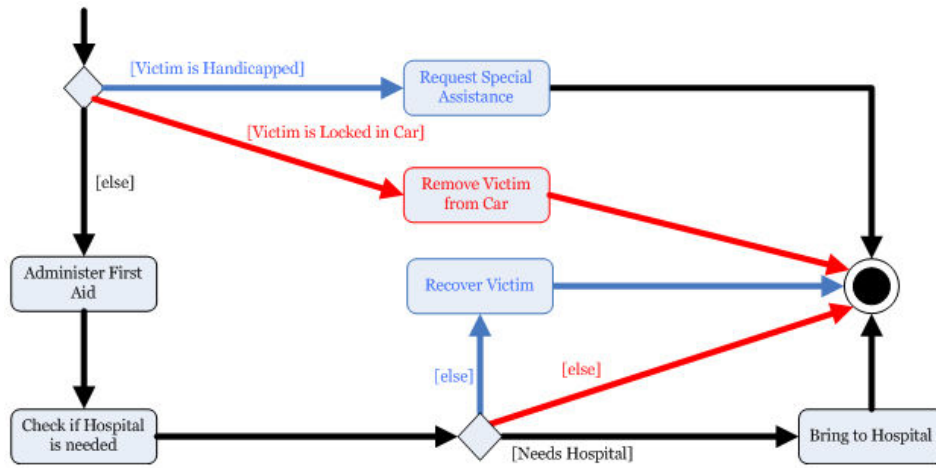 [Victim is Handicapped]
Request Special
Assistance
[Victim is Locked in Car]
[else]
Remove Victim
from Car
Administer First
Aid
Recover Victim
[else]
[else]
Check if Hospital
is needed
[Needs Hospital]
Bring to Hospital